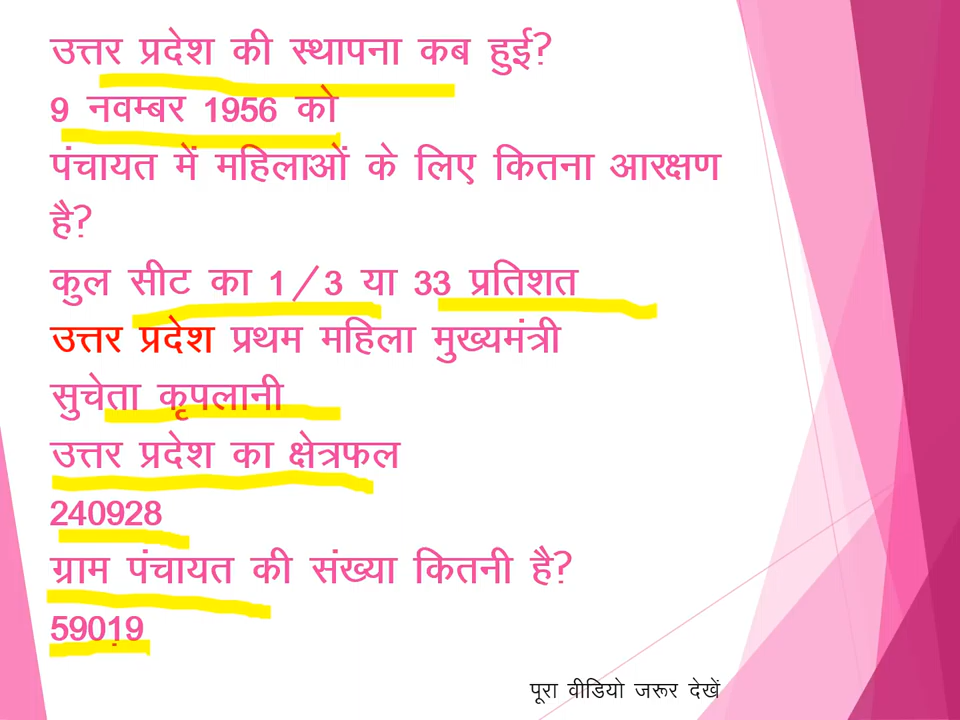 उत्तर प्रदेश की स्थापना कब हुई?
9 नवम्बर 1956 को
पंचायत में महिलाओं के लिए कितना आरक्षण
है?
कुल सीट का 1/3 या 33 प्रतिशत
उत्तर प्रदेश प्रथम महिला मुख्यमंत्री
सुचेता कृपलानी
उत्तर प्रदेश का क्षेत्रफल
240928
ग्राम पंचायत की संख्या कितनी है?
59019
पूरा वीडियो जरूर देखें